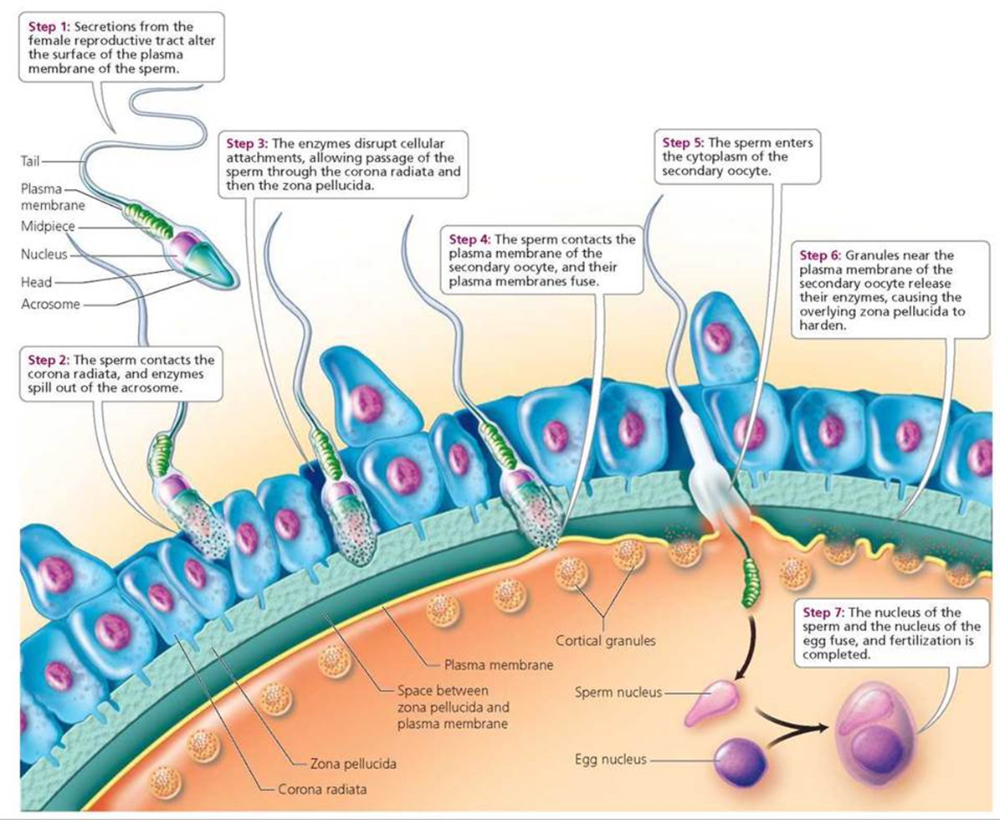 Step 1: Secretions from the
female reproductive tract alter
the surface of the plasma
membrane of the sperm.
Tail
Plasma
membrane
Midpiece
Nucleus
Head
Acrosome
Step 2: The sperm contacts the
corona radiata, and enzymes
spill out of the acrosome.
Step 3: The enzymes disrupt cellular
attachments, allowing passage of the
sperm through the corona radiata and
then the zona pellucida.
Step 4: The sperm contacts the
plasma membrane of the
secondary oocyte, and their
plasma membranes fuse.
Step 5: The sperm enters
the cytoplasm of the
secondary oocyte.
Step 6: Granules near the
plasma membrane of the
secondary oocyte release
their enzymes, causing the
overlying zona pellucida to
harden.
Cortical granules
Plasma membrane
Space between
zona pellucida and
plasma membrane
Zona pellucida
Corona radiata
Step 7: The nucleus of the
sperm and the nucleus of the
egg fuse, and fertilization is
completed.
Sperm nucleus
Egg nucleus